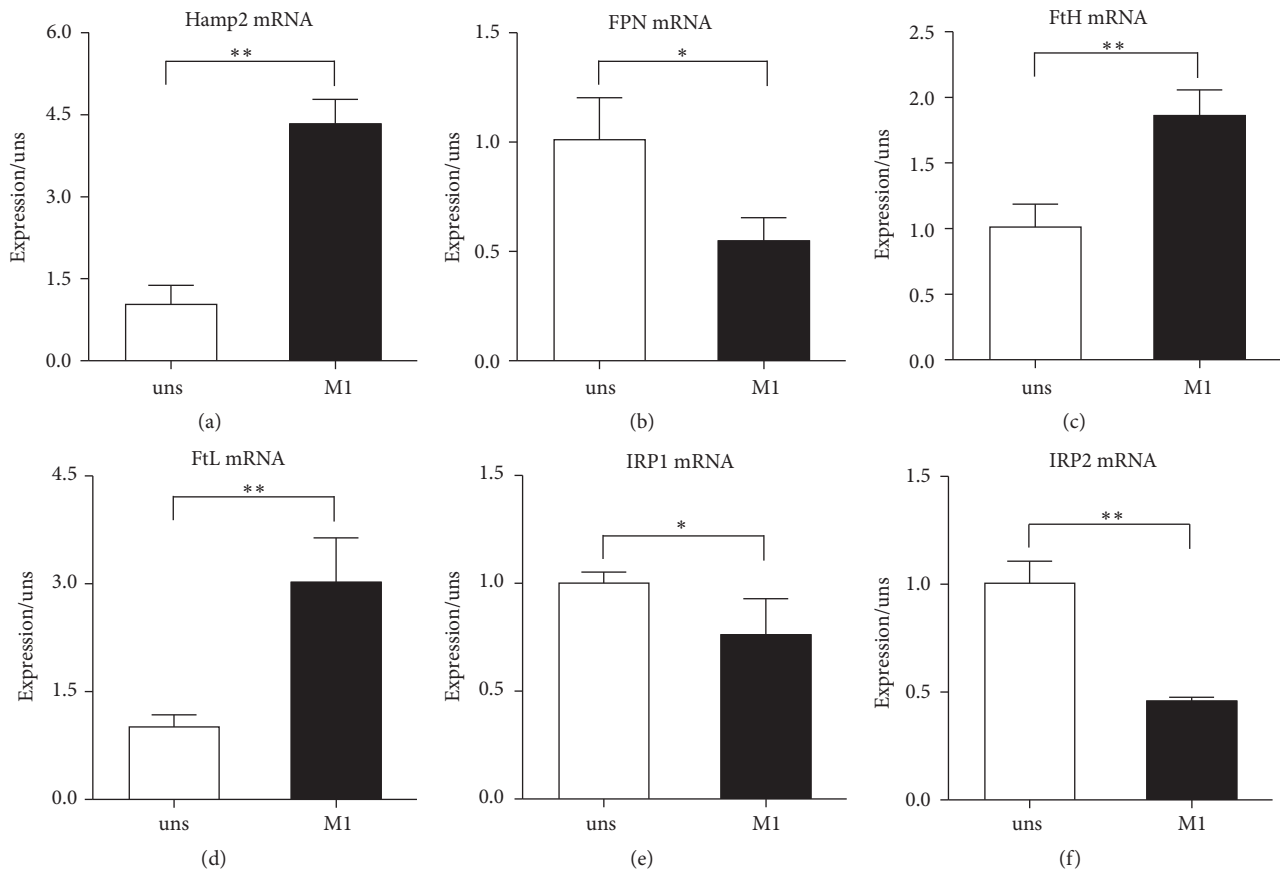 Hamp2 mRNA
6.0
4.5
3.0
1.5
0.0
Expression/uns
**
uns M1
(a)
FPN mRNA
1.5
1.0
0.5
0.0
Expression/uns
*
uns M1
(b)
FtH mRNA
2.5
2.0
1.5
1.0
0.5
0.0
Expression/uns
**
uns M1
(c)
FtL mRNA
4.5
3.0
1.5
0.0
Expression/uns
**
uns M1
(d)
IRP1 mRNA
1.5
1.0
0.5
0.0
Expression/uns
*
uns M1
(e)
IRP2 mRNA
1.5
1.0
0.5
0.0
Expression/uns
**
uns M1
(f)